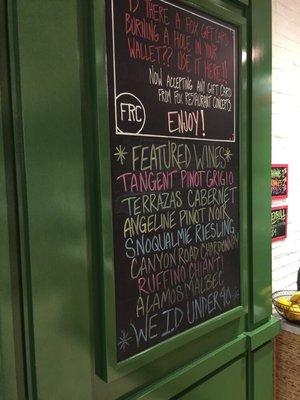 THERE A FOX GIFT CARD
BURNING A HOLE IN YOUR
WALLET?? USE IT HERE!!
NOW ACCEPTING ANY GIFT CARD
FROM FOX RESTAURANT CONCEPTS
FRC
ENJOY!
FEATURED WINES
TANGENT PINOT GRIGIO
TERRAZAS CABERNET
ANGELINE PINOT NOIR
SNOQUALMIE RIESLING
CANYON ROAD CHARDONNAY
RUFFINO CHIANTI
ALAMOS MALBEC
WE I.D UNDER 40